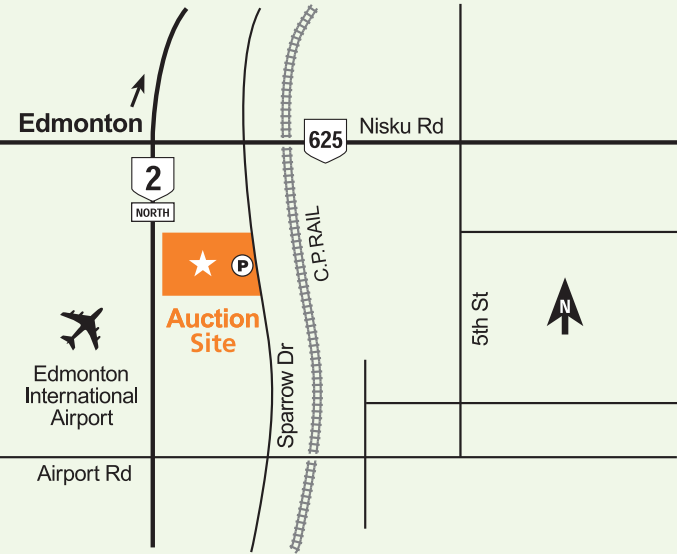 Edmonton
625
Nisku Rd
2
NORTH
P
C.P.RAIL
Auction
Site
N
5th St
Edmonton
International
Airport
Sparrow Dr
Airport Rd